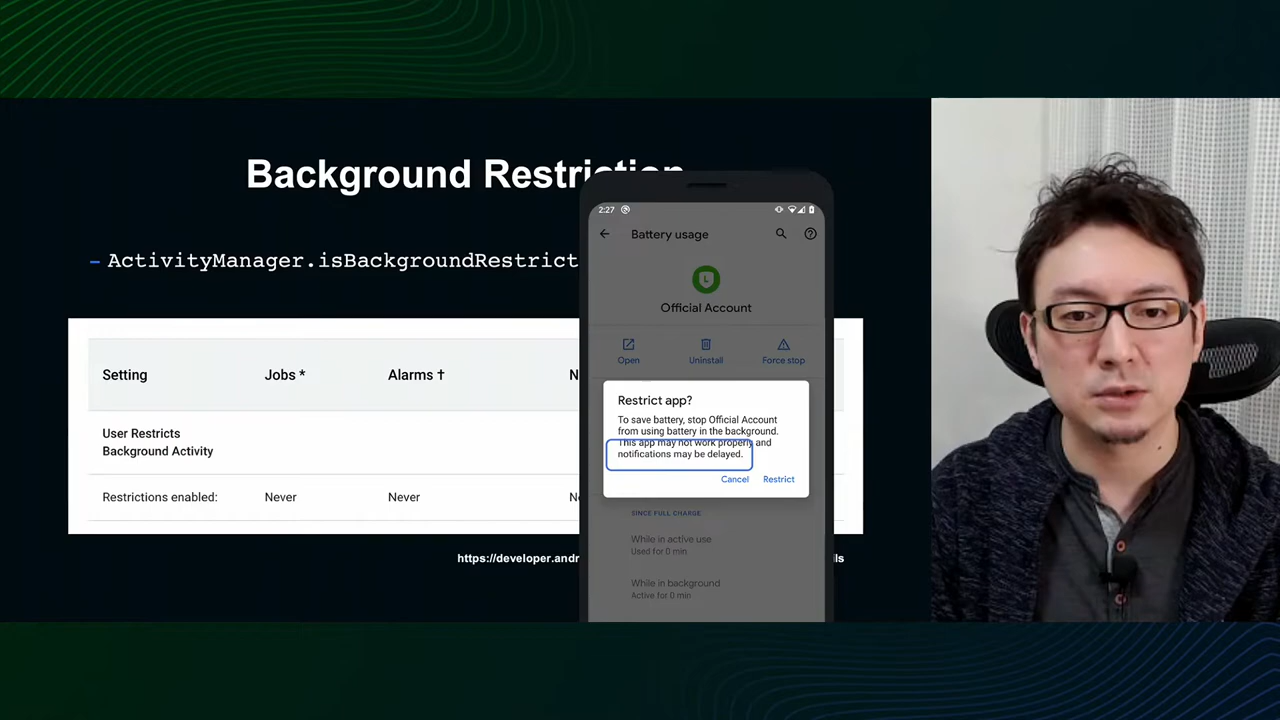 Background Restriction
– ActivityManager.isBackgroundRestrict
Setting
Jobs *
Alarms †
N
User Restricts
Background Activity
Restrictions enabled:
Never
Never
https://developer.andr
ils
2:27
Battery usage
L
Official Account
Open
Uninstall
Force stop
Restrict app?
To save battery, stop Official Account
from using battery in the background.
This app may not work properly and
notifications may be delayed.
Cancel
Restrict
SINCE FULL CHARGE
While in active use
Used for 0 min
While in background
Active for 0 min